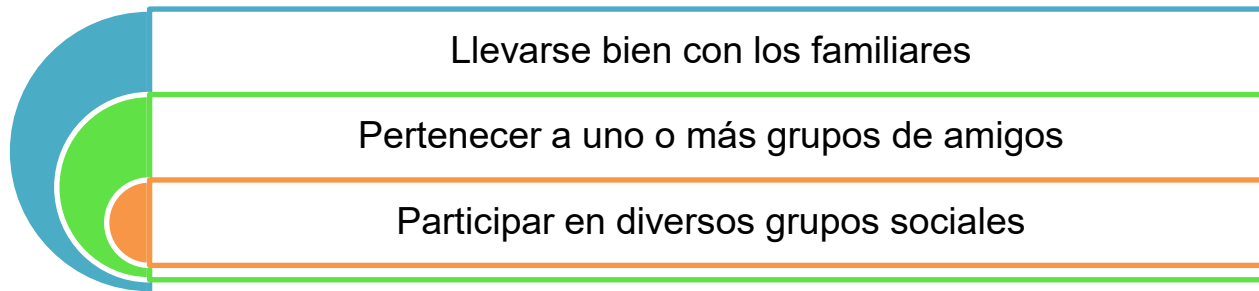 Llevarse bien con los familiares
Pertenecer a uno o más grupos de amigos
Participar en diversos grupos sociales